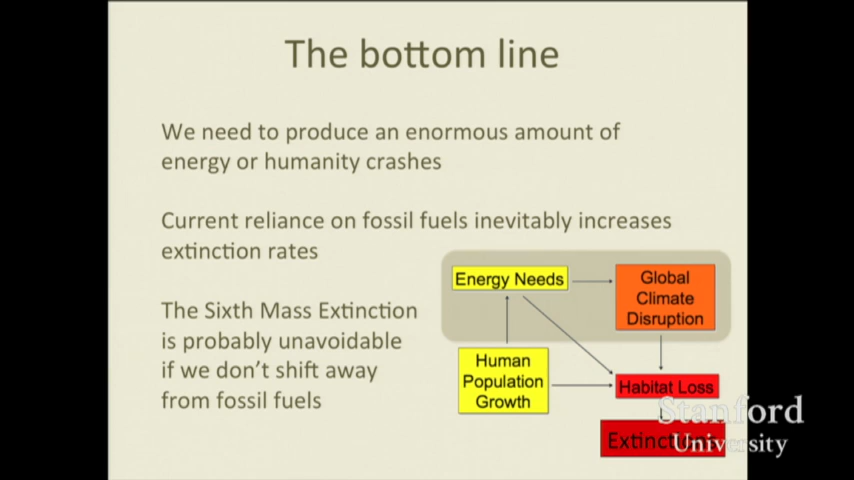 The bottom line
We need to produce an enormous amount of
energy or humanity crashes
Current reliance on fossil fuels inevitably increases
extinction rates
The Sixth Mass Extinction
is probably unavoidable
if we don't shift away
from fossil fuels
Energy Needs
Global
Climate
Disruption
Human
Population
Growth
Habitat Loss
Stanford
University